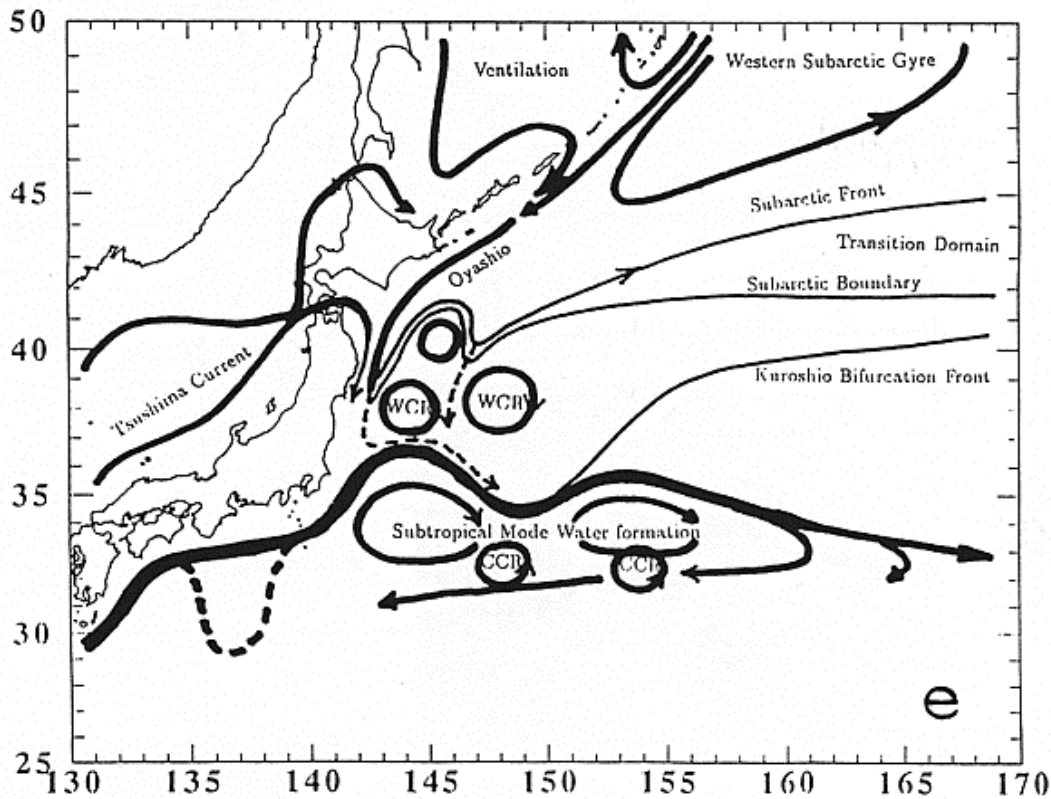 50
Ventilation
Western Subarctic Gyre
45
Subarctic Front
Transition Domain
Oyashio
Subarctic Boundary
40
Kuroshio Bifurcation Front
Tsushima Current
WCR
WCR
35
Subtropical Mode Water formation
CCR
CCR
30
e
25
130 135 140 145 150 155 160 165 170